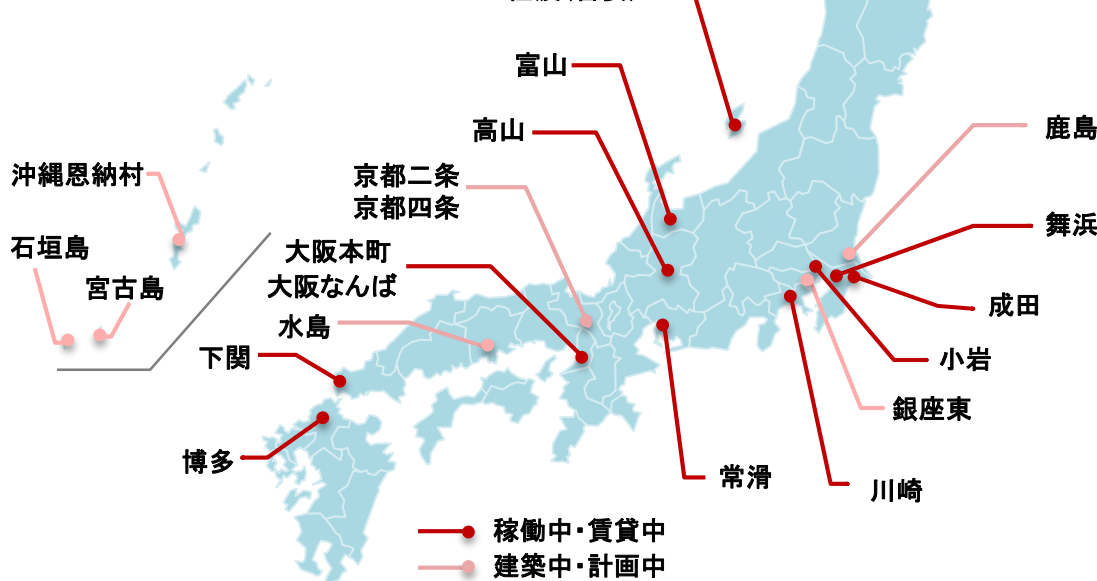 富山
高山
鹿島
沖縄恩納村
京都二条
京都四条
舞浜
石垣島
大阪本町
宮古島
大阪なんば
成田
水島
下関
小岩
銀座東
博多
常滑
川崎
稼働中・賃貸中
建築中・計画中